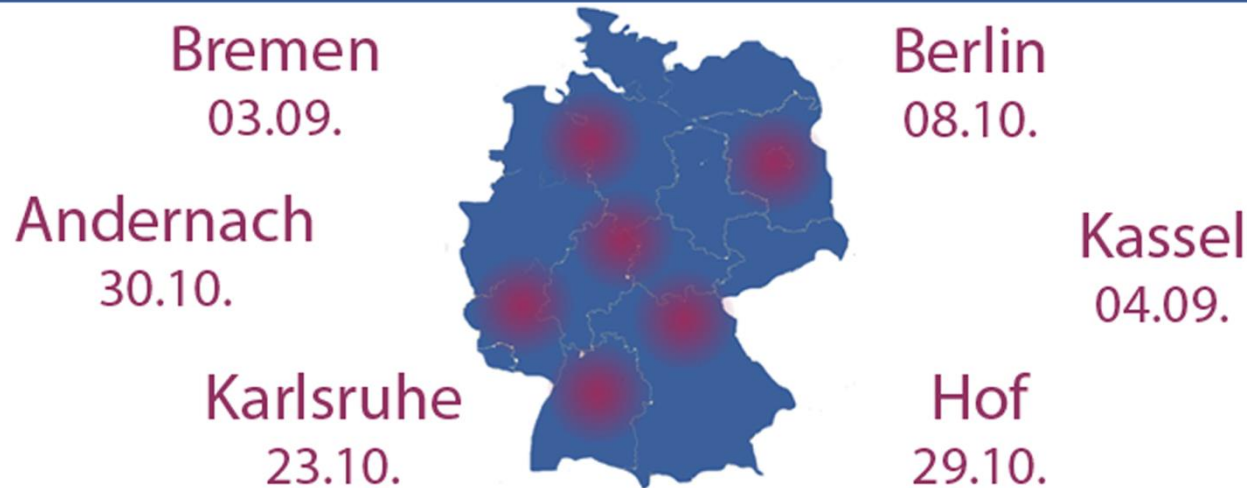 Bremen
03.09.
Berlin
08.10.
Andernach
30.10.
Kassel
04.09.
Karlsruhe
23.10.
Hof
29.10.